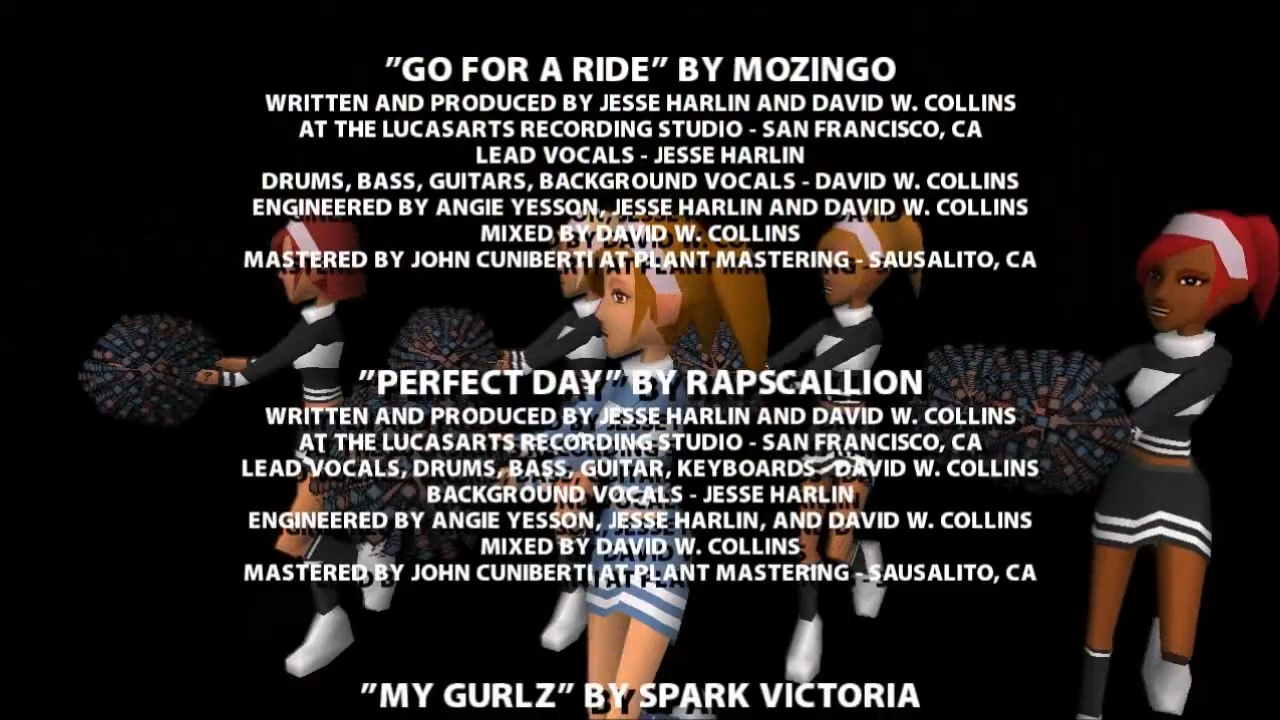 ”GO FOR A RIDE” BY MOZINGO
WRITTEN AND PRODUCED BY JESSE HARLIN AND DAVID W. COLLINS
AT THE LUCASARTS RECORDING STUDIO - SAN FRANCISCO, CA
LEAD VOCALS - JESSE HARLIN
DRUMS, BASS, GUITARS, BACKGROUND VOCALS - DAVID W. COLLINS
ENGINEERED BY ANGIE YESSON, JESSE HARLIN AND DAVID W. COLLINS
MIXED BY DAVID W. COLLINS
MASTERED BY JOHN CUNIBERTI AT PLANT MASTERING - SAUSALITO, CA
”PERFECT DAY” BY RAPSCALLION
WRITTEN AND PRODUCED BY JESSE HARLIN AND DAVID W. COLLINS
AT THE LUCASARTS RECORDING STUDIO - SAN FRANCISCO, CA
LEAD VOCALS, DRUMS, BASS, GUITAR, KEYBOARDS - DAVID W. COLLINS
BACKGROUND VOCALS - JESSE HARLIN
ENGINEERED BY ANGIE YESSON, JESSE HARLIN, AND DAVID W. COLLINS
MIXED BY DAVID W. COLLINS
MASTERED BY JOHN CUNIBERTI AT PLANT MASTERING - SAUSALITO, CA
”MY GURLZ” BY SPARK VICTORIA